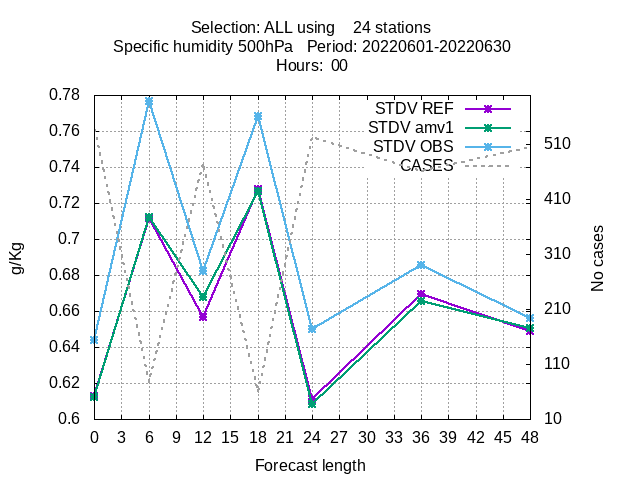 Selection: ALL using    24 stations
Specific humidity 500hPa   Period: 20220601-20220630
Hours:  00
0.78
0.76
0.74
0.72
0.7
0.68
0.66
0.64
0.62
0.6
g/Kg
STDV REF
STDV amv1
STDV OBS
CASES
510
410
310
210
110
10
No cases
0 3 6 9 12 15 18 21 24 27 30 33 36 39 42 45 48
Forecast length